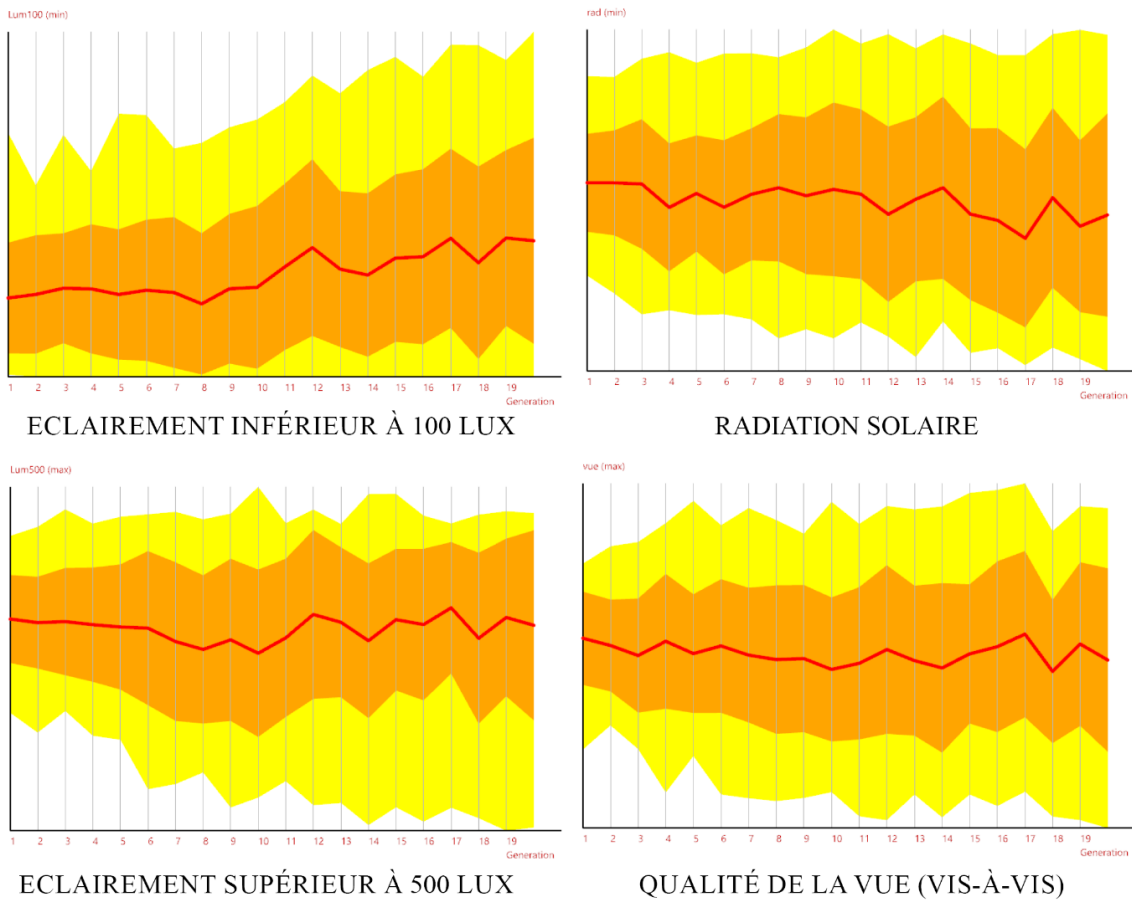 Lum100 (min)
1 2 3 4 5 6 7 8 9 10 11 12 13 14 15 16 17 18 19
Generation
ECLAIREMENT INFÉRIEUR À 100 LUX
rad (min)
1 2 3 4 5 6 7 8 9 10 11 12 13 14 15 16 17 18 19
Generation
RADIATION SOLAIRE
Lum500 (max)
1 2 3 4 5 6 7 8 9 10 11 12 13 14 15 16 17 18 19
Generation
ECLAIREMENT SUPÉRIEUR À 500 LUX
vue (max)
1 2 3 4 5 6 7 8 9 10 11 12 13 14 15 16 17 18 19
Generation
QUALITÉ DE LA VUE (VIS-À-VIS)